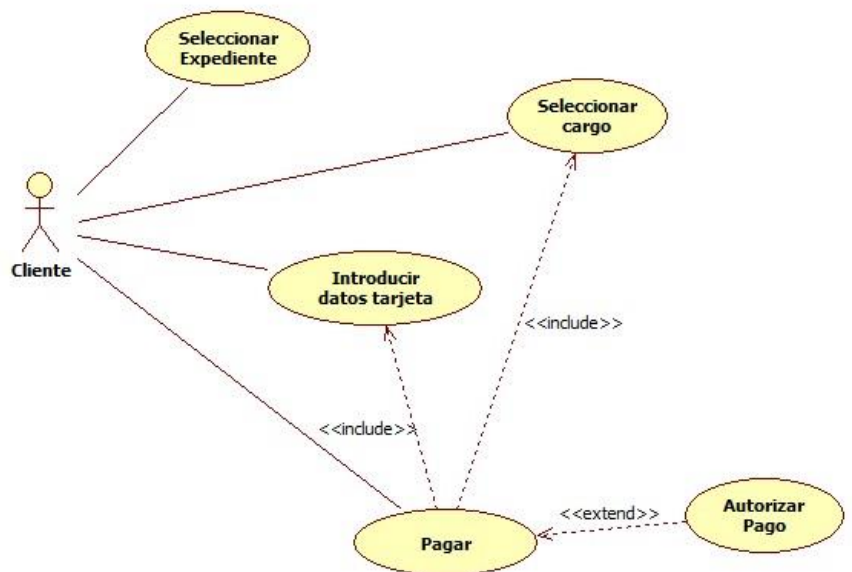 Seleccionar
Expediente
Seleccionar
cargo
Cliente
Introducir
datos tarjeta
<<include>>
<<include>>
Autorizar
Pago
<<extend>>
Pagar